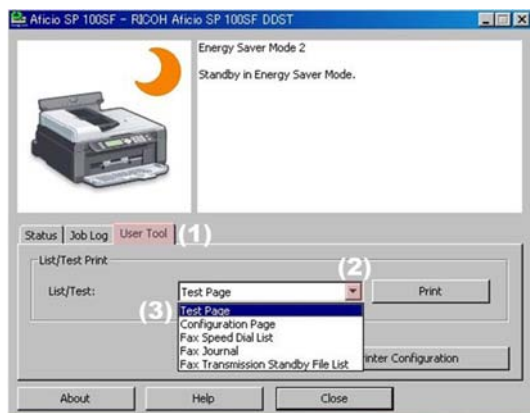 Aficio SP 100SF - RICOH Aficio SP 100SF DDST
Energy Saver Mode 2
Standby in Energy Saver Mode.
Status Job Log User Tool (1)
List/Test Print
(2)
List/Test: Test Page Print
(3) Test Page
Configuration Page
Fax Speed Dial List
Fax Journal
Fax Transmission Standby File List
Configuration
About Help Close